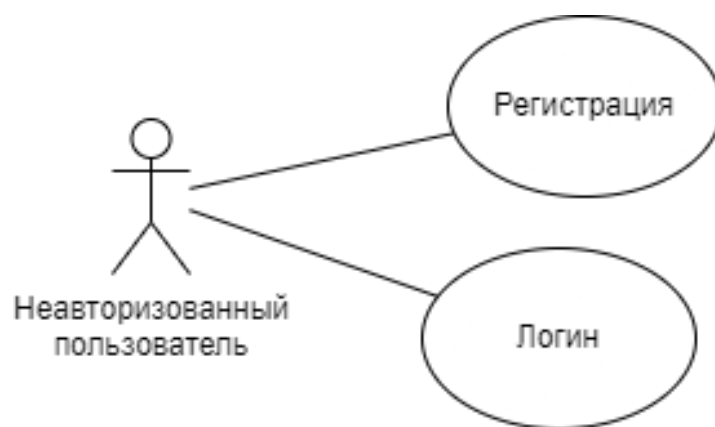 Регистрация
Неавторизованный
пользователь
Логин